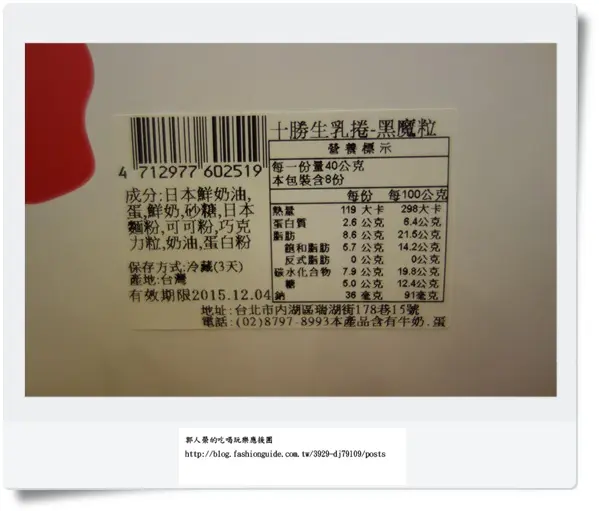 十勝生乳捲-黑魔粒
4 712977 602519
成分:日本鮮奶油,
蛋,鮮奶,砂糖,日本
麵粉,可可粉,巧克
力粒,奶油,蛋白粉
保存方式:冷藏(3天)
產地:台灣
有效期限2015.12.04
營養標示
每一份量40公克
本包裝含8份
每份 每100公克
熱量 119 大卡 298大卡
蛋白質 2.6 公克 6.4公克
脂肪 8.6 公克 21.5公克
飽和脂肪 5.7 公克 14.2公克
反式脂肪 0 公克 0公克
碳水化合物 7.9 公克 19.8公克
糖 5.0 公克 12.4公克
鈉 36 毫克 91毫克
地址:台北市內湖區瑞湖街178巷15號
電話:(02)8797-8993本產品含有牛奶.蛋
郭人榮的吃喝玩樂應援團
http://blog.fashionguide.com.tw/3929-dj79109/posts